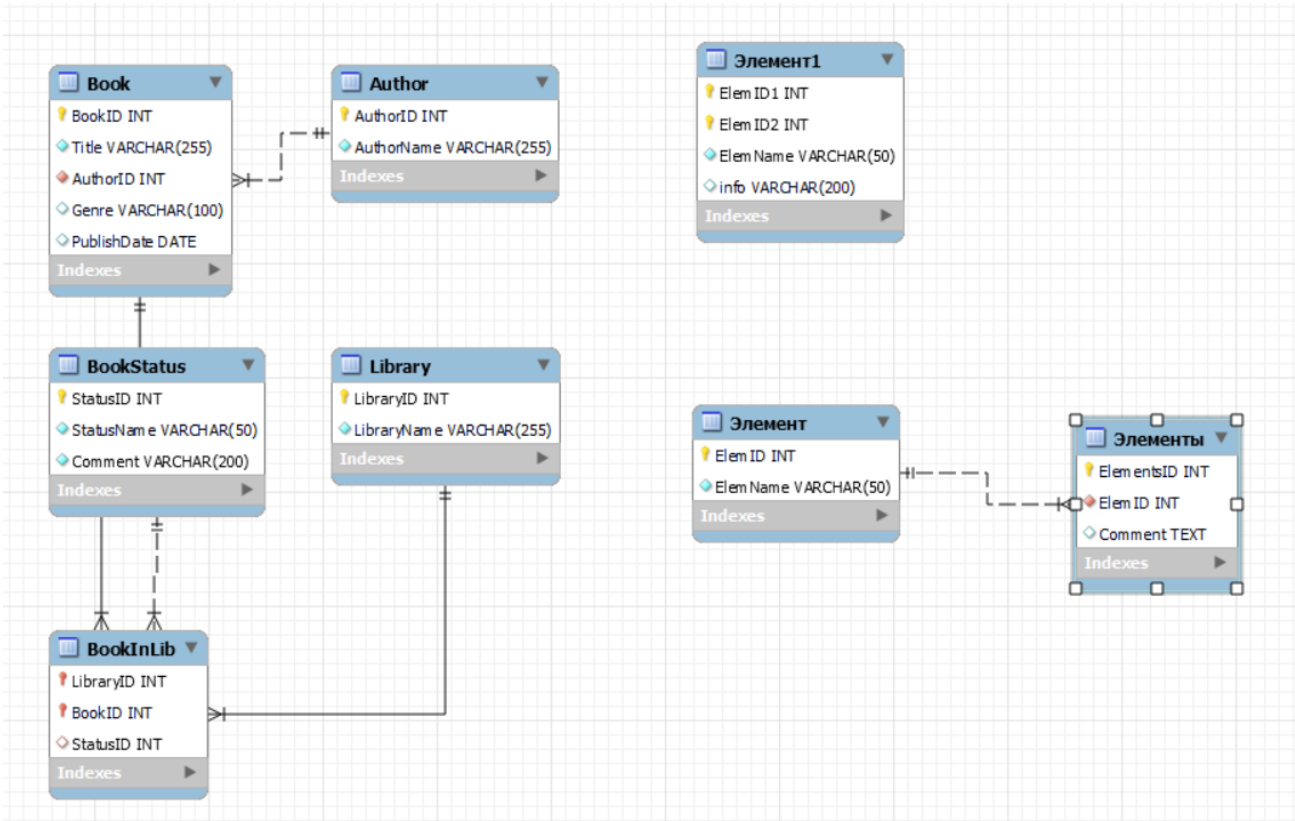 Book
BookID INT
Title VARCHAR(255)
AuthorID INT
Genre VARCHAR(100)
PublishDate DATE
Indexes
Author
AuthorID INT
AuthorName VARCHAR(255)
Indexes
Элемент1
ElemID1 INT
ElemID2 INT
ElemName VARCHAR(50)
info VARCHAR(200)
Indexes
BookStatus
StatusID INT
StatusName VARCHAR(50)
Comment VARCHAR(200)
Indexes
Library
LibraryID INT
LibraryName VARCHAR(255)
Indexes
Элемент
ElemID INT
ElemName VARCHAR(50)
Indexes
Элементы
ElementsID INT
ElemID INT
Comment TEXT
Indexes
BookInLib
LibraryID INT
BookID INT
StatusID INT
Indexes